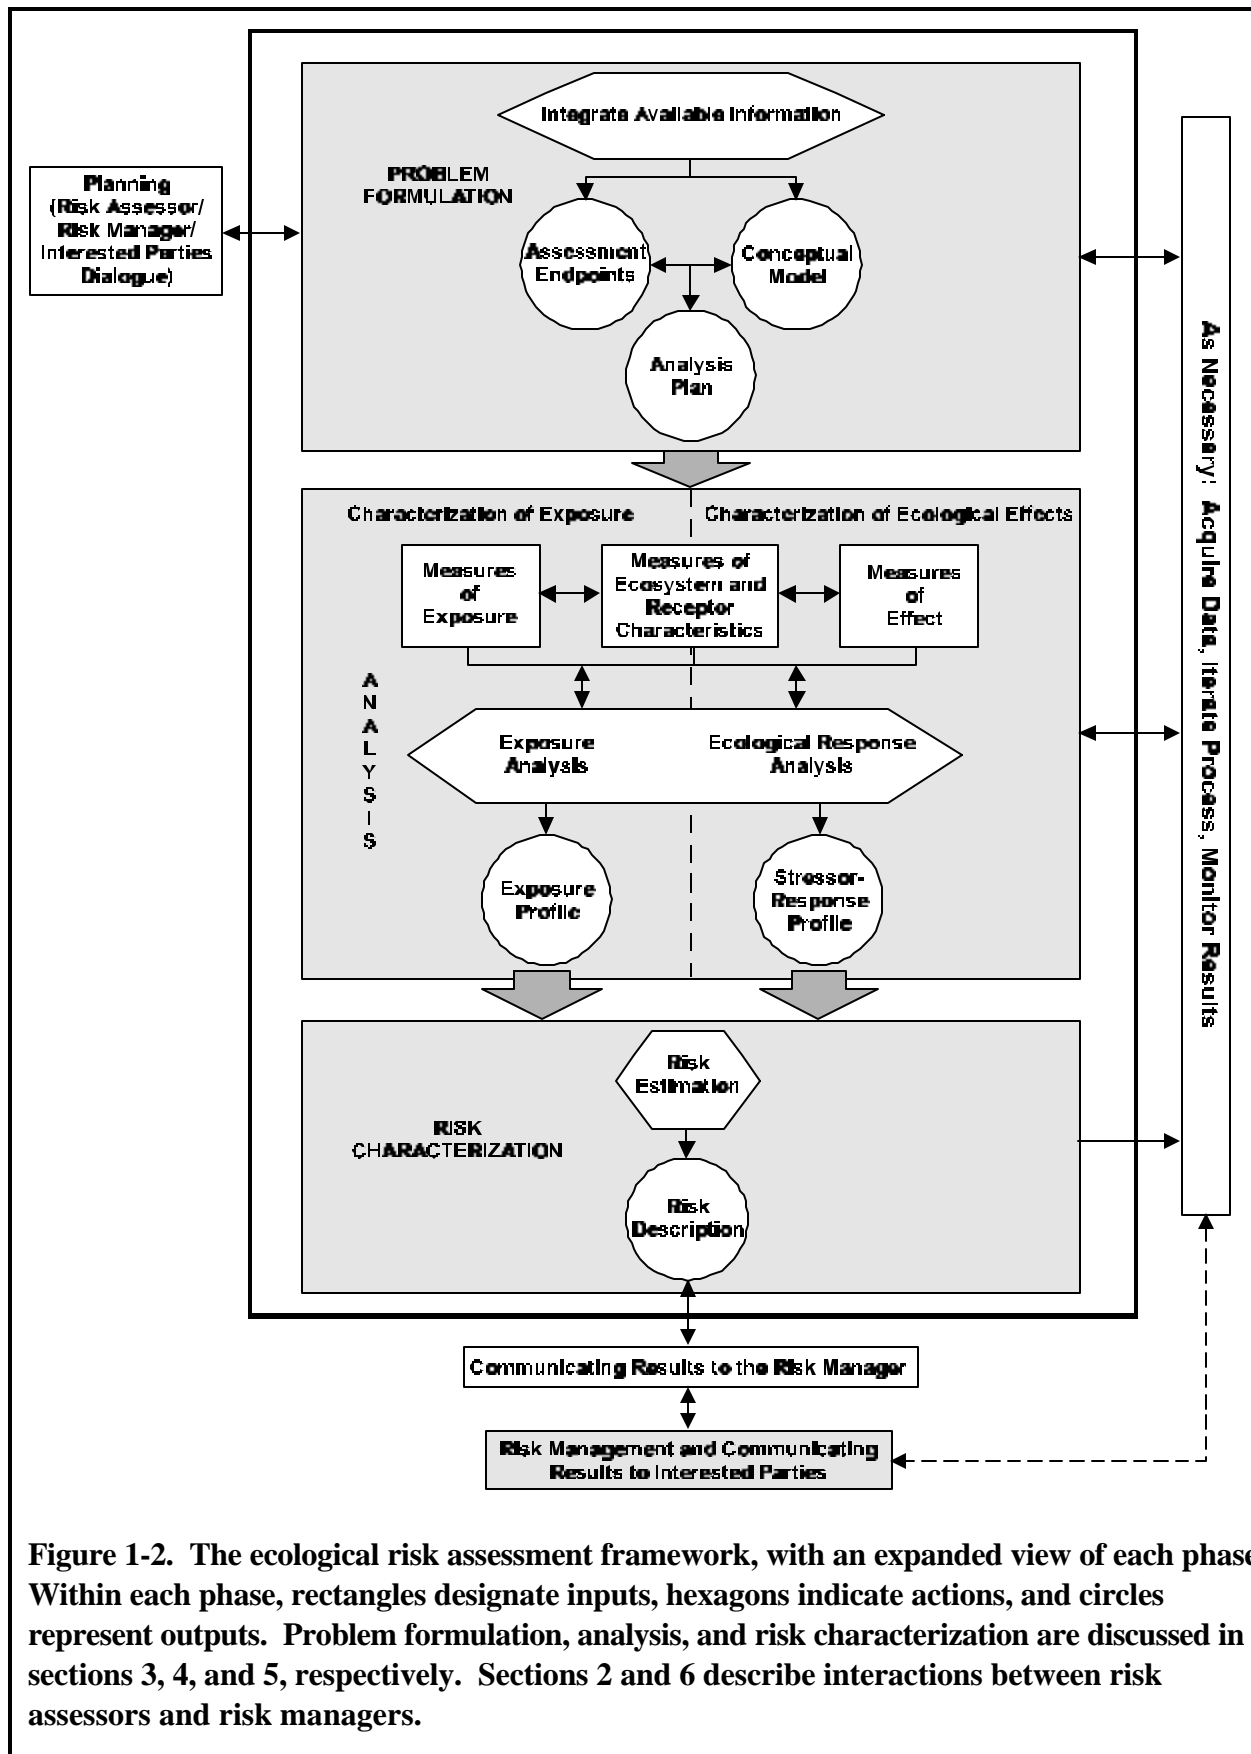 Integrate Available Information
PROBLEM
FORMULATION
Planning
(Risk Assessor/
Risk Manager/
Interested Parties
Dialogue)
Assessment
Endpoints
Conceptual
Model
Analysis
Plan
As Necessary: Acquire Data, Iterate Process, Monitor Results
Characterization of Exposure
Characterization of Ecological Effects
Measures
of
Exposure
Measures of
Ecosystem and
Receptor
Characteristics
Measures
of
Effect
ANALYSIS
Exposure
Analysis
Ecological Response
Analysis
Exposure
Profile
Stressor-
Response
Profile
Risk
Estimation
RISK
CHARACTERIZATION
Risk
Description
Communicating Results to the Risk Manager
Risk Management and Communicating
Results to Interested Parties
Figure 1-2.  The ecological risk assessment framework, with an expanded view of each phase
Within each phase, rectangles designate inputs, hexagons indicate actions, and circles
represent outputs.  Problem formulation, analysis, and risk characterization are discussed in
sections 3, 4, and 5, respectively.  Sections 2 and 6 describe interactions between risk
assessors and risk managers.